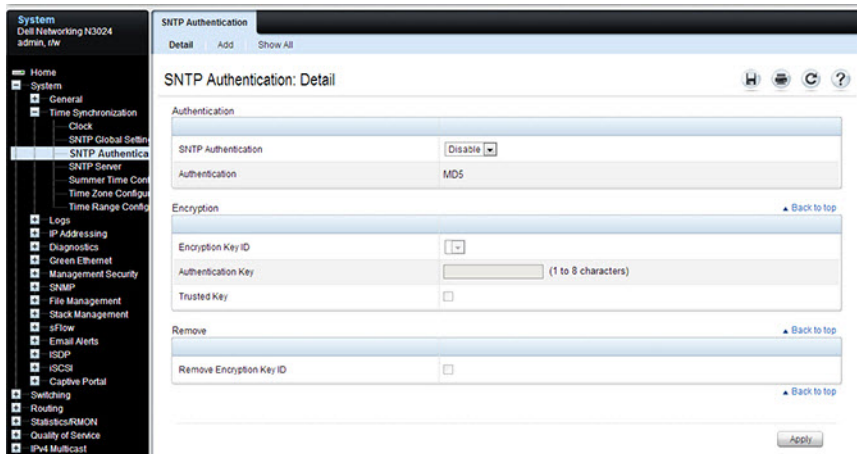 System
Dell Networking N3024
admin, r/w
Home
System
General
Time Synchronization
Clock
SNTP Global Settin
SNTP Authentica
SNTP Server
Summer Time Conf
Time Zone Configu
Time Range Config
Logs
IP Addressing
Diagnostics
Green Ethernet
Management Security
SNMP
File Management
Stack Management
sFlow
Email Alerts
ISDP
iSCSI
Captive Portal
Switching
Routing
Statistics/RMON
Quality of Service
IPv4 Multicast
SNTP Authentication
Detail Add Show All
SNTP Authentication: Detail
Authentication
SNTP Authentication Disable
Authentication MD5
Encryption Back to top
Encryption Key ID
Authentication Key (1 to 8 characters)
Trusted Key
Remove Back to top
Remove Encryption Key ID
Back to top
Apply